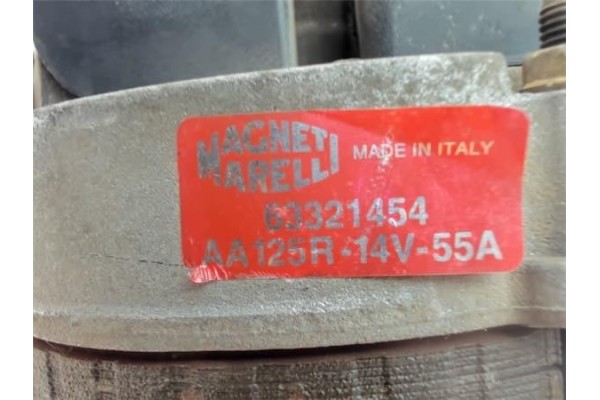 MAGNETI
MARELLI
MADE IN ITALY
63321454
AA125R-14V-55A